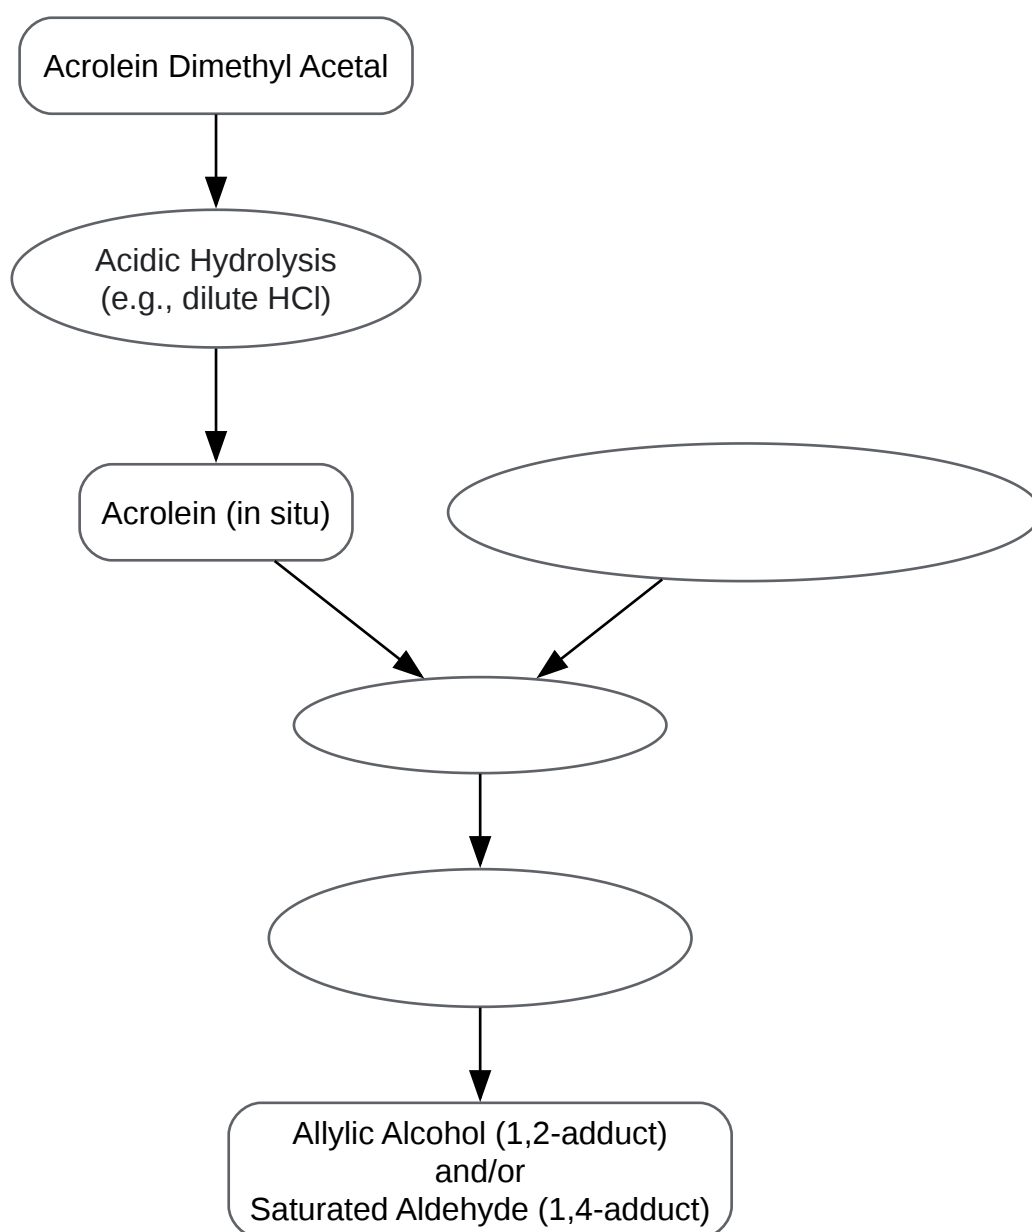 Acrolein Dimethyl Acetal
Acidic Hydrolysis
(e.g., dilute HCl)
Acrolein (in situ)
Allylic Alcohol (1,2-adduct)
and/or
Saturated Aldehyde (1,4-adduct)